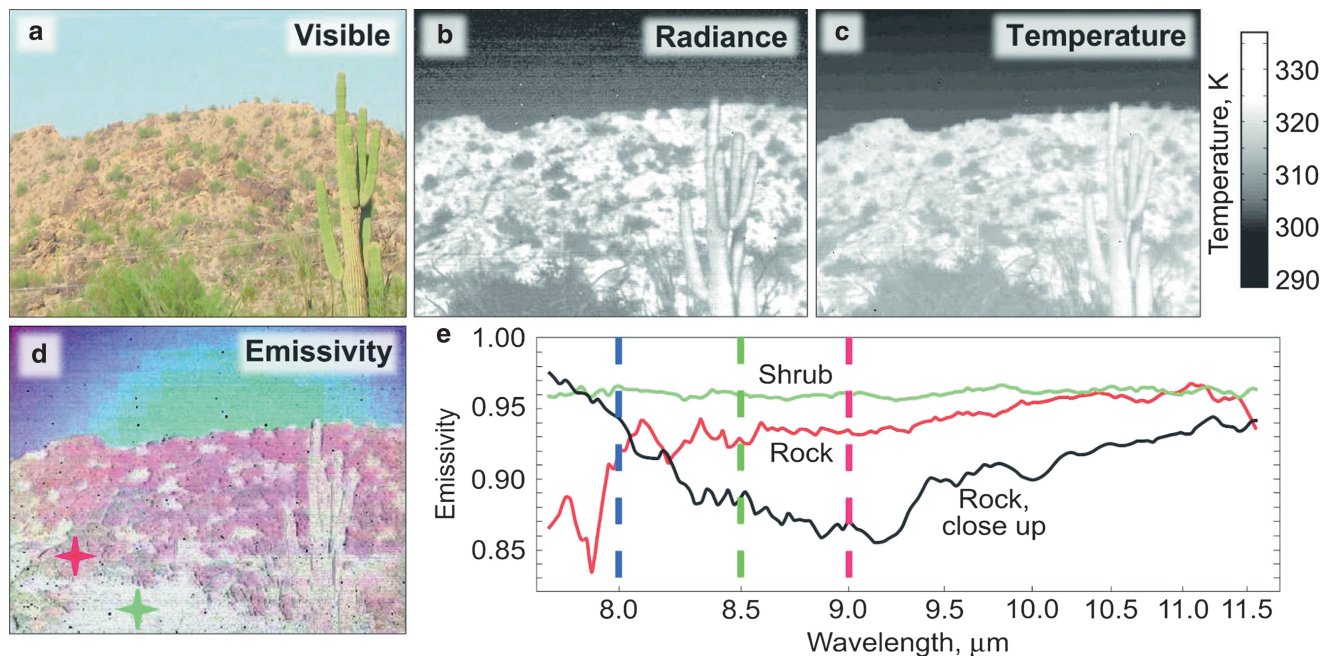 a
Visible
b
Radiance
c
Temperature
Temperature, K
330
320
310
300
290
d
Emissivity
e
1.00
0.95
0.90
0.85
Emissivity
Shrub
Rock
Rock,
close up
8.0
8.5
9.0
9.5
10.0
10.5
11.0
11.5
Wavelength, μm